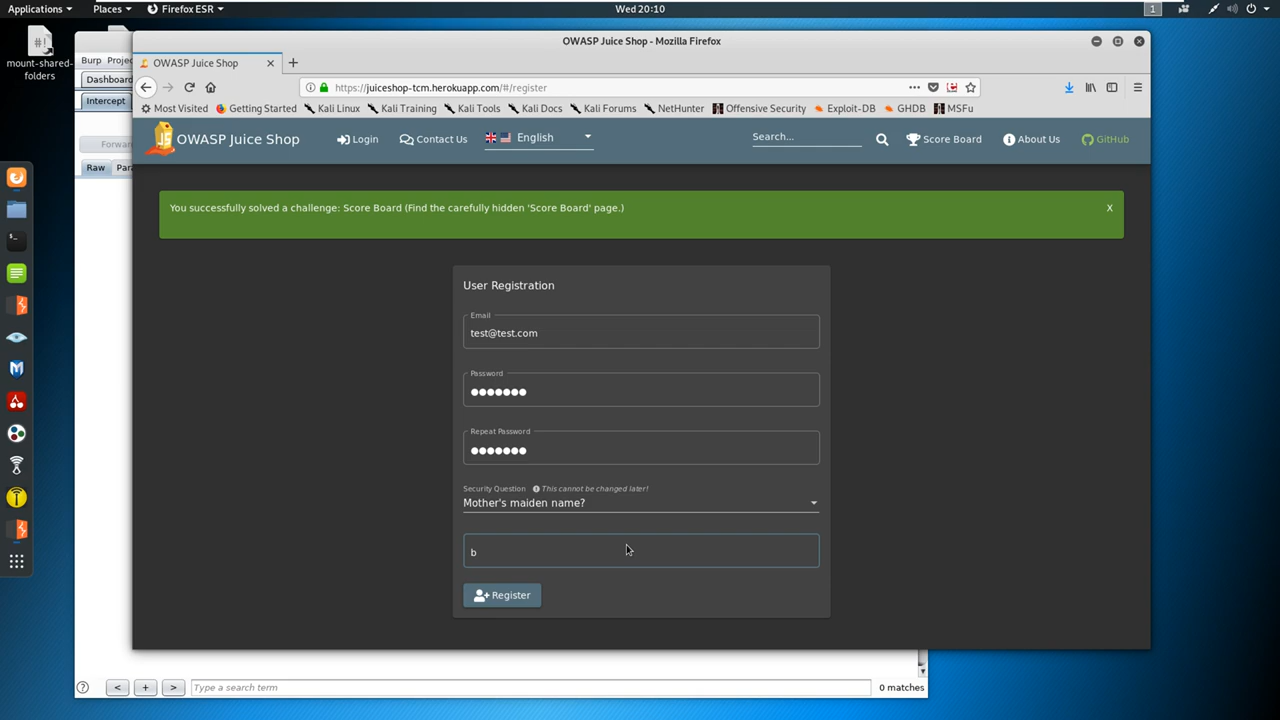 Applications Places Firefox ESR Wed 20:10 1
#!
mount-shared-folders
OWASP Juice Shop - Mozilla Firefox
Burp Projec
OWASP Juice Shop
Dashboard
https://juiceshop-tcm.herokuapp.com/#/register
Intercept
Most Visited Getting Started Kali Linux Kali Training Kali Tools Kali Docs Kali Forums NetHunter Offensive Security Exploit-DB GHDB MSFu
OWASP Juice Shop Login Contact Us English Search... Score Board About Us GitHub
Forward
Raw Par
You successfully solved a challenge: Score Board (Find the carefully hidden 'Score Board' page.) X
User Registration
Email
test@test.com
Password
●●●●●●●
Repeat Password
●●●●●●●
Security Question This cannot be changed later!
Mother's maiden name?
b
Register
? < + > Type a search term 0 matches